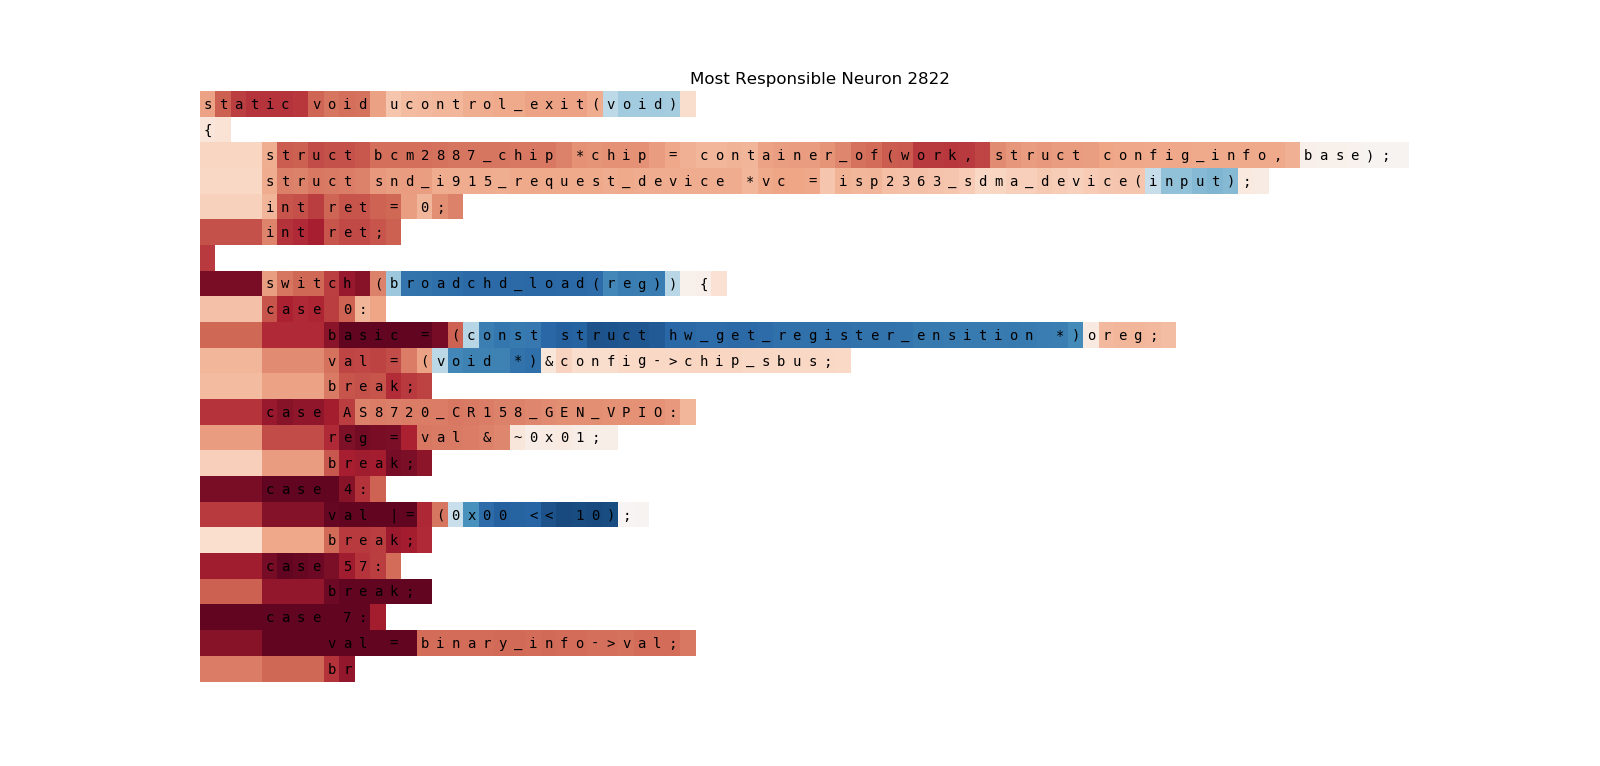 Most Responsible Neuron 2822
static void ucontrol_exit(void)
{
struct bcm2887_chip *chip = container_of(work, struct config_info, base);
struct snd_i915_request_device *vc = isp2363_sdma_device(input);
int ret = 0;
int ret;
switch (broadchd_load(reg)) {
case 0:
basic = (const struct hw_get_register_ensition *)oreg;
val = (void *)&config->chip_sbus;
break;
case AS8720_CR158_GEN_VPIO:
reg = val & ~0x01;
break;
case 4:
val |= (0x00 << 10);
break;
case 57:
break;
case 7:
val = binary_info->val;
br